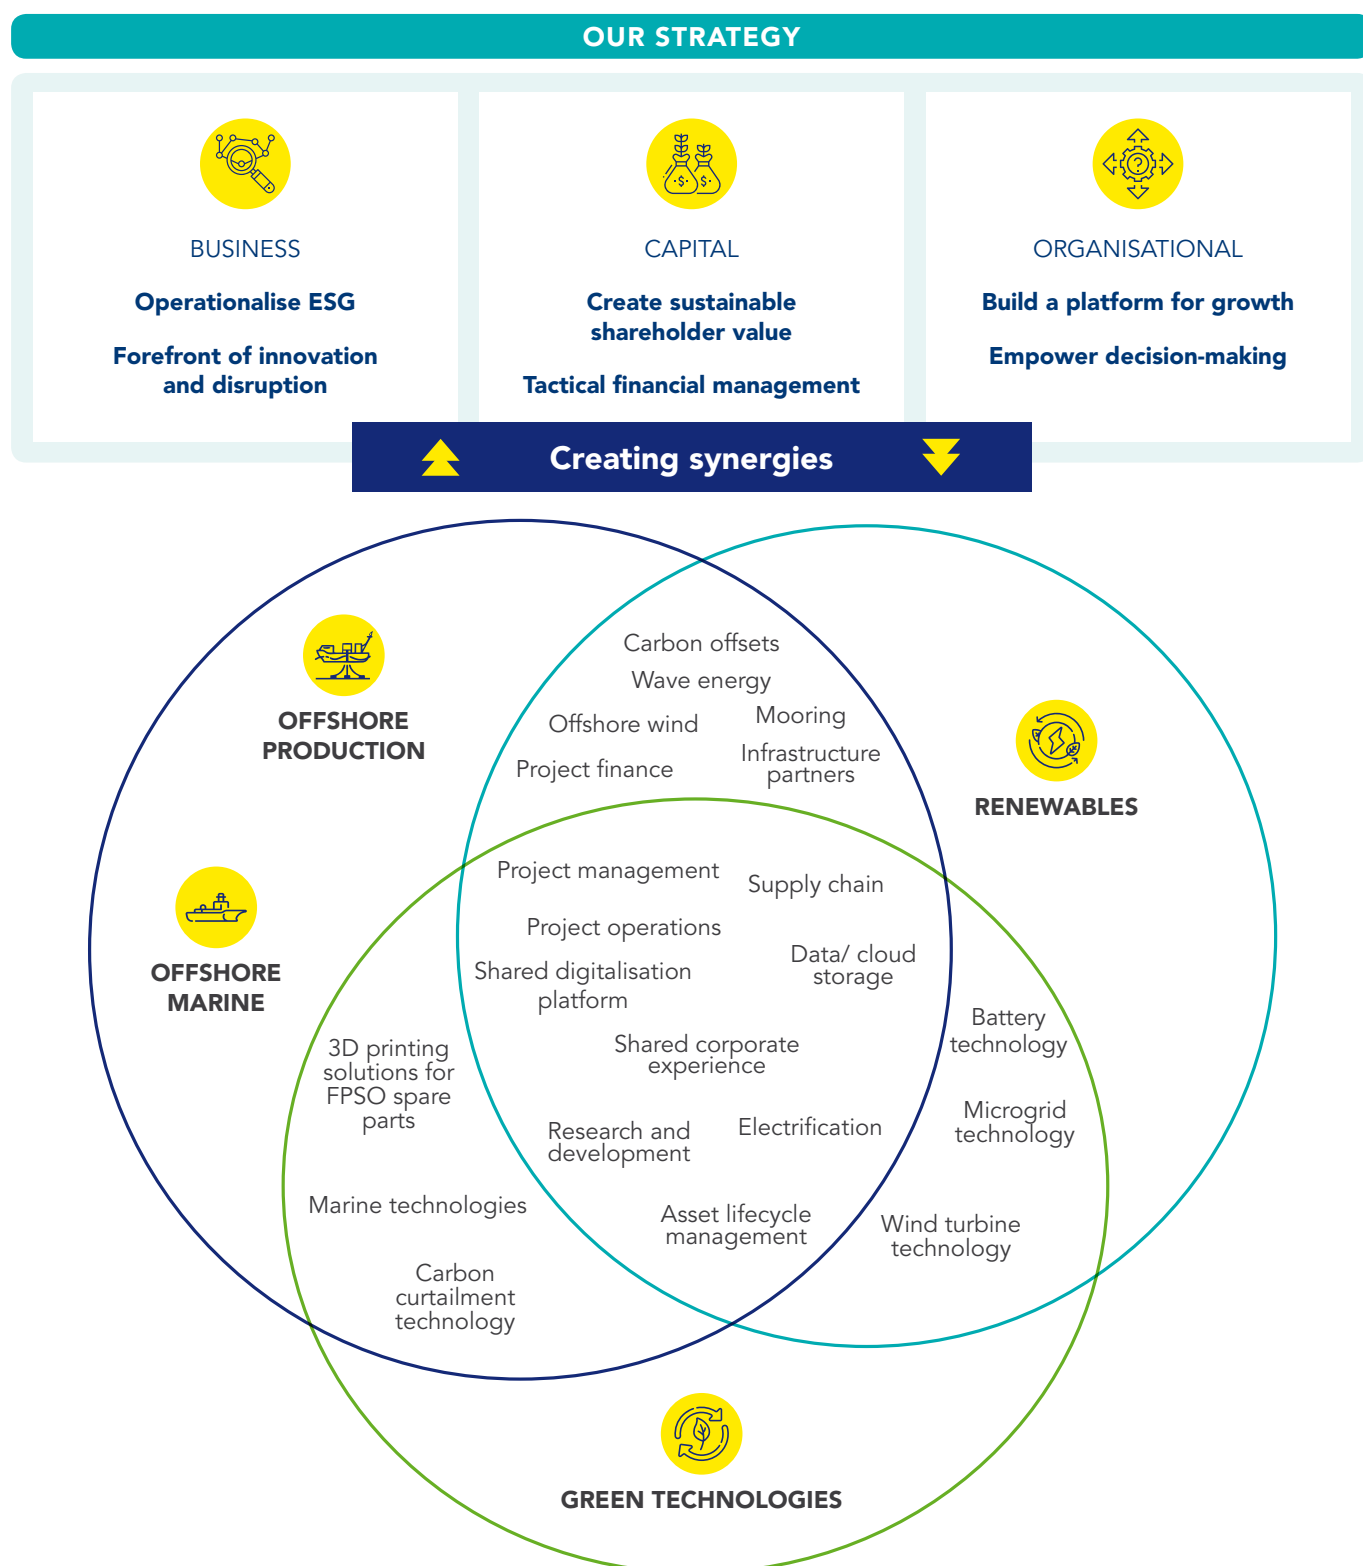 OUR STRATEGY
BUSINESS
Operationalise ESG
Forefront of innovation
and disruption
CAPITAL
Create sustainable
shareholder value
Tactical financial management
ORGANISATIONAL
Build a platform for growth
Empower decision-making
Creating synergies
OFFSHORE
PRODUCTION
OFFSHORE
MARINE
Carbon offsets
Wave energy
Offshore wind
Mooring
Project finance
Infrastructure
partners
RENEWABLES
Project management
Supply chain
Project operations
Data/ cloud
storage
Shared digitalisation
platform
Shared corporate
experience
Research and
development
Electrification
Asset lifecycle
management
3D printing
solutions for
FPSO spare
parts
Marine technologies
Carbon
curtailment
technology
Battery
technology
Microgrid
technology
Wind turbine
technology
GREEN TECHNOLOGIES